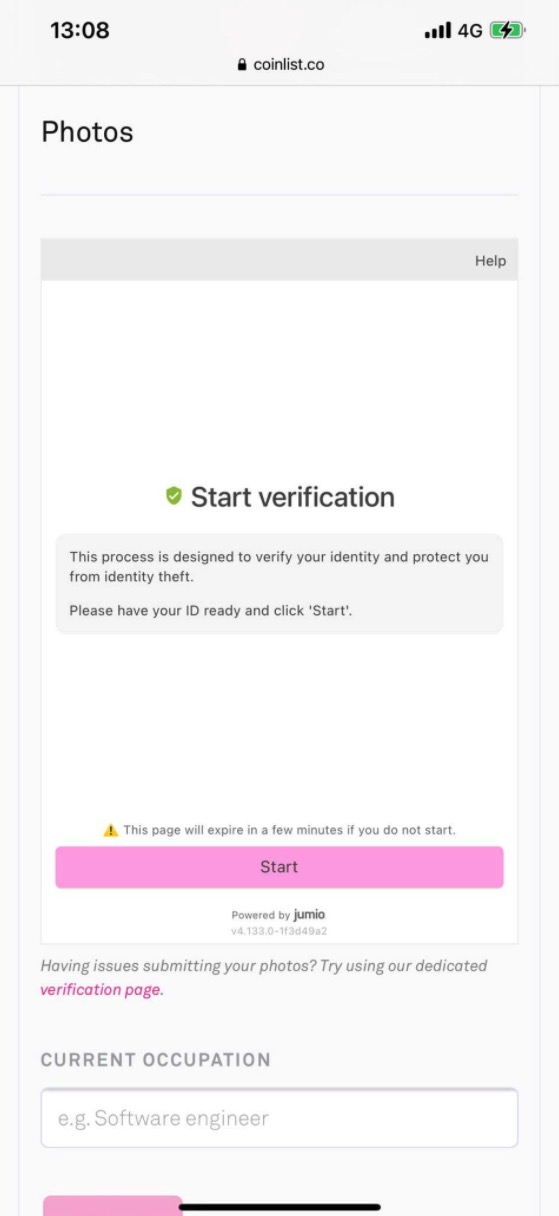 13:08
4G
coinlist.co
Photos
Help
Start verification
This process is designed to verify your identity and protect you
from identity theft.
Please have your ID ready and click 'Start'.
This page will expire in a few minutes if you do not start.
Start
Powered by jumio
v4.133.0-1f3d49a2
Having issues submitting your photos? Try using our dedicated
verification page.
CURRENT OCCUPATION
e.g. Software engineer